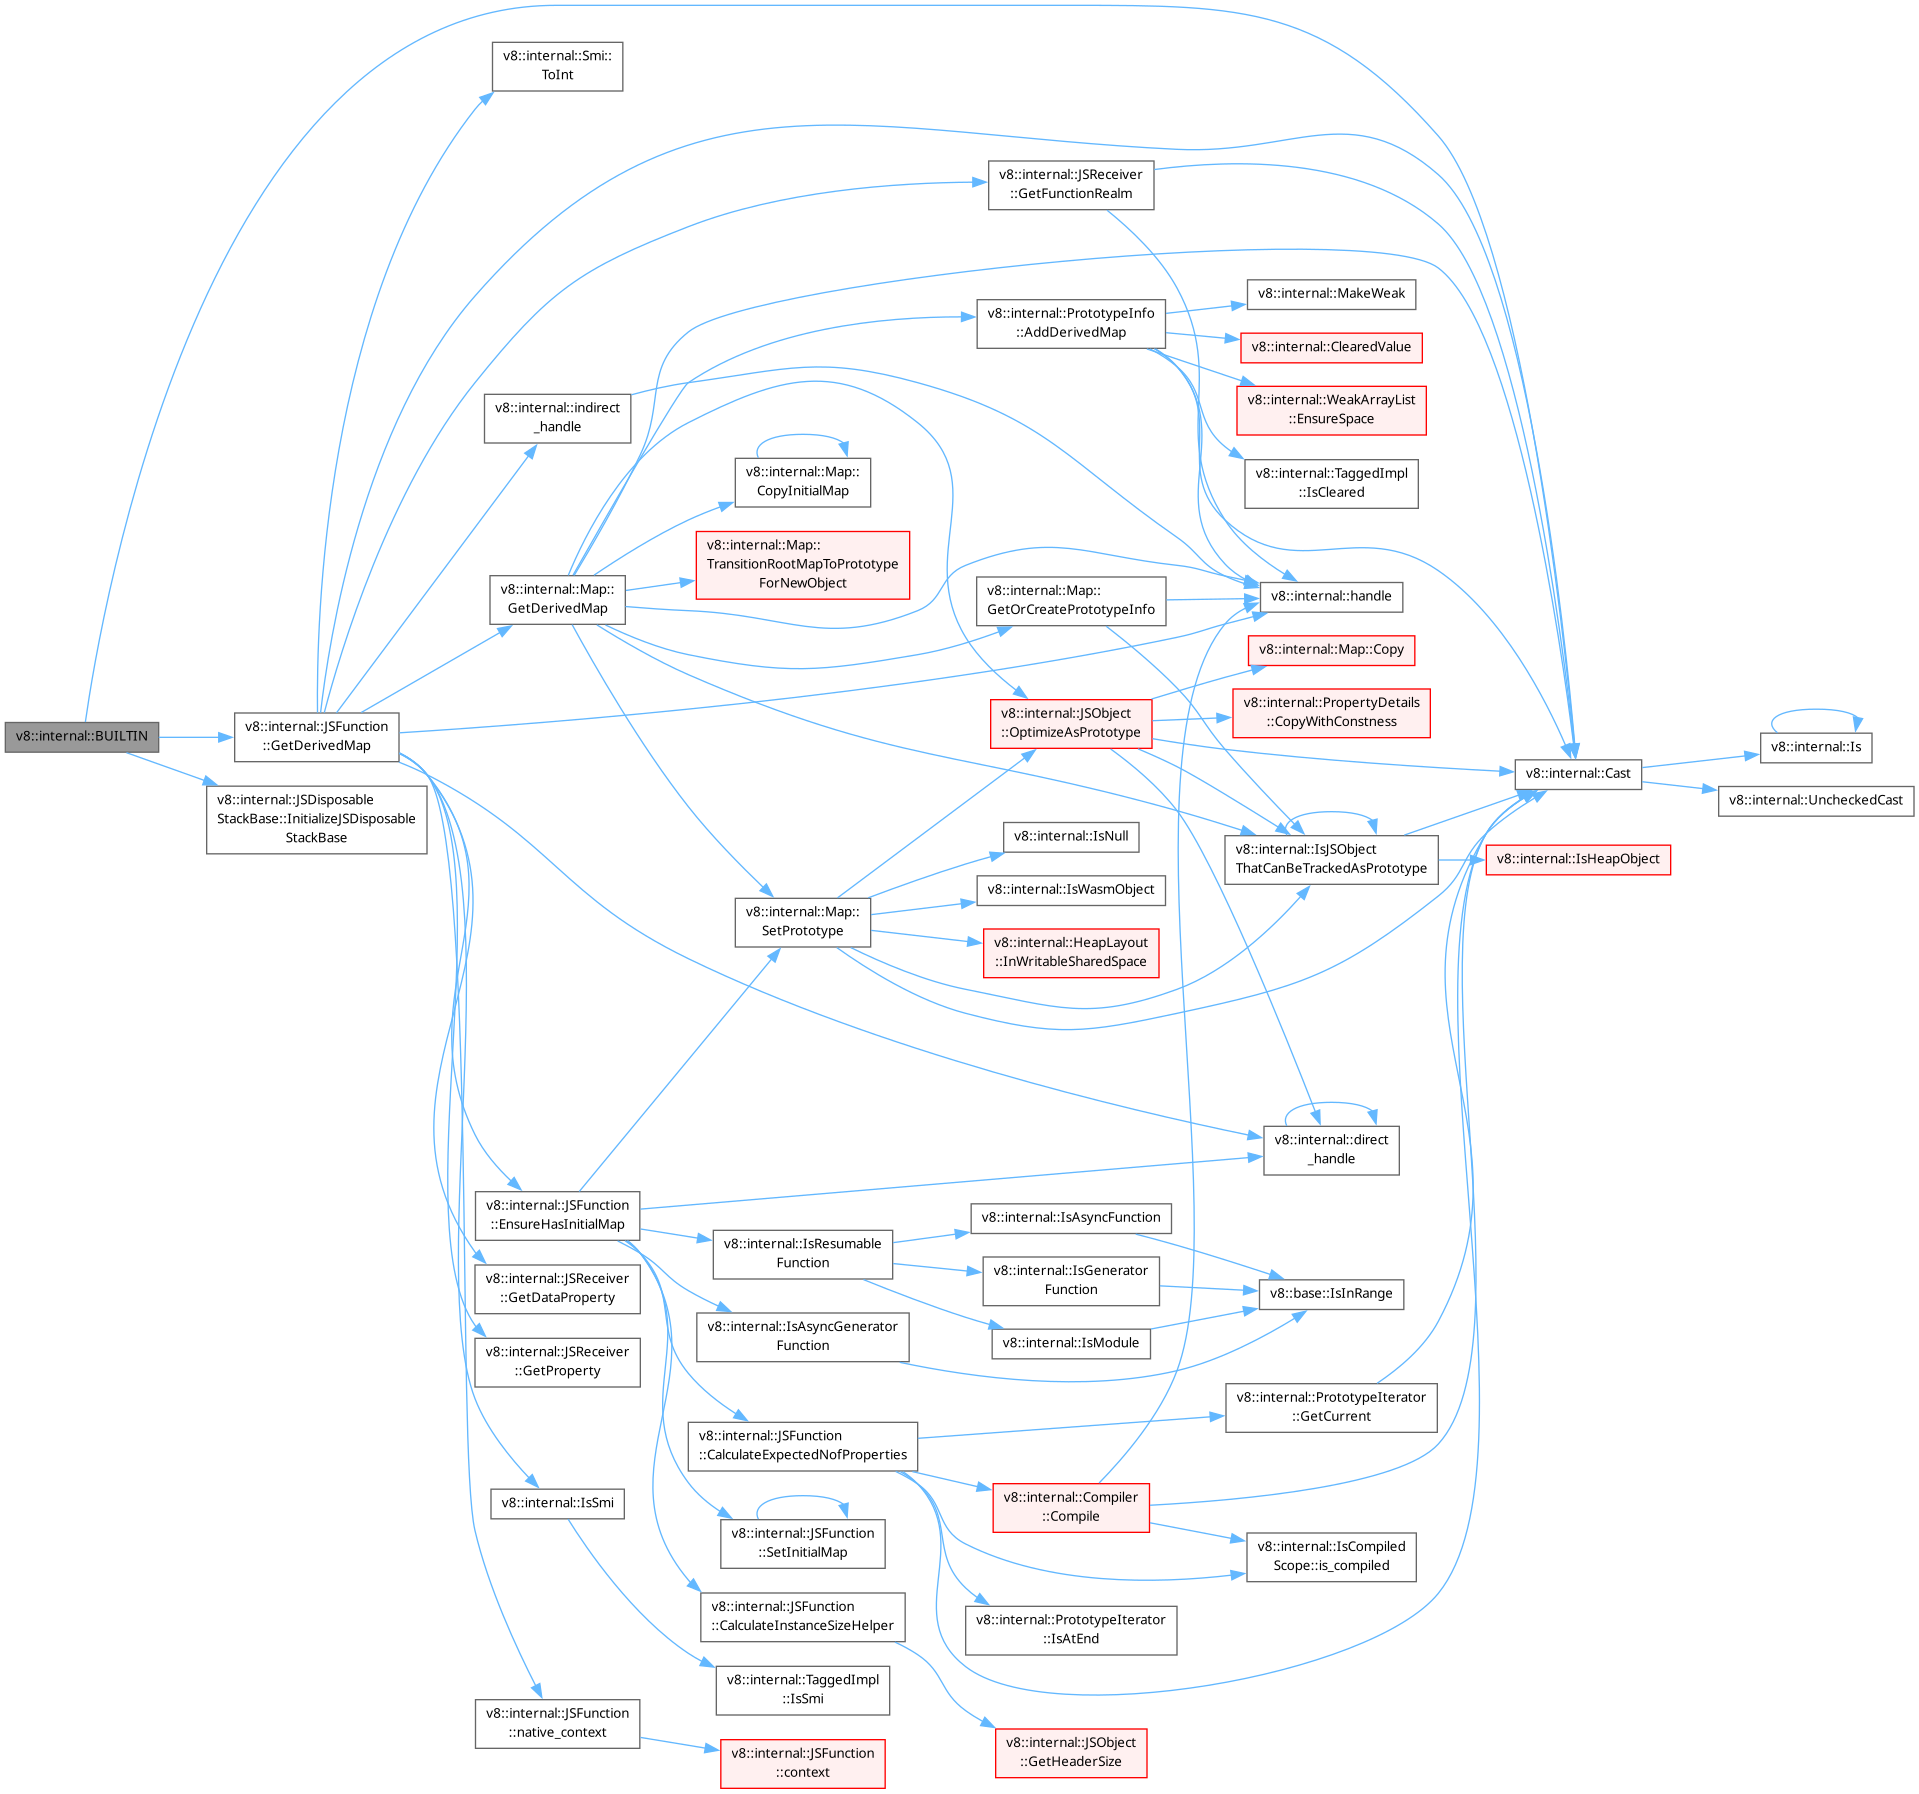 v8::internal::BUILTIN
v8::internal::JSFunction
::GetDerivedMap
v8::internal::JSDisposable
StackBase::InitializeJSDisposable
StackBase
v8::internal::Smi::
ToInt
v8::internal::indirect
_handle
v8::internal::Map::
GetDerivedMap
v8::internal::JSFunction
::EnsureHasInitialMap
v8::internal::JSReceiver
::GetDataProperty
v8::internal::JSReceiver
::GetProperty
v8::internal::IsSmi
v8::internal::JSFunction
::native_context
v8::internal::Map::
CopyInitialMap
v8::internal::Map::
TransitionRootMapToPrototype
ForNewObject
v8::internal::Map::
SetPrototype
v8::internal::IsResumable
Function
v8::internal::IsAsyncGenerator
Function
v8::internal::JSFunction
::CalculateExpectedNofProperties
v8::internal::JSFunction
::SetInitialMap
v8::internal::JSFunction
::CalculateInstanceSizeHelper
v8::internal::TaggedImpl
::IsSmi
v8::internal::JSFunction
::context
v8::internal::JSReceiver
::GetFunctionRealm
v8::internal::PrototypeInfo
::AddDerivedMap
v8::internal::Map::
GetOrCreatePrototypeInfo
v8::internal::JSObject
::OptimizeAsPrototype
v8::internal::IsNull
v8::internal::IsWasmObject
v8::internal::HeapLayout
::InWritableSharedSpace
v8::internal::IsAsyncFunction
v8::internal::IsGenerator
Function
v8::internal::IsModule
v8::internal::Compiler
::Compile
v8::internal::PrototypeIterator
::IsAtEnd
v8::internal::JSObject
::GetHeaderSize
v8::internal::MakeWeak
v8::internal::ClearedValue
v8::internal::WeakArrayList
::EnsureSpace
v8::internal::TaggedImpl
::IsCleared
v8::internal::handle
v8::internal::Map::Copy
v8::internal::PropertyDetails
::CopyWithConstness
v8::internal::IsJSObject
ThatCanBeTrackedAsPrototype
v8::internal::direct
_handle
v8::base::IsInRange
v8::internal::PrototypeIterator
::GetCurrent
v8::internal::IsCompiled
Scope::is_compiled
v8::internal::Cast
v8::internal::IsHeapObject
v8::internal::Is
v8::internal::UncheckedCast